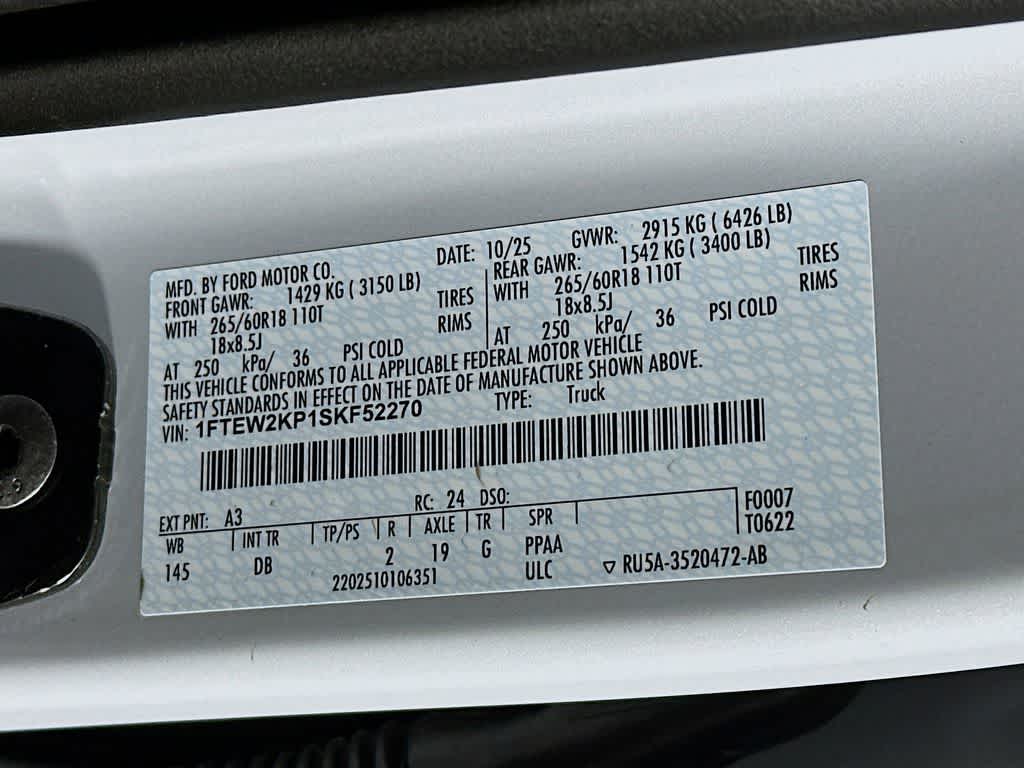 MFD. BY FORD MOTOR CO.
DATE: 10/25 GVWR: 2915 KG ( 6426 LB)
FRONT GAWR: 1429 KG ( 3150 LB)
REAR GAWR: 1542 KG ( 3400 LB)
WITH 265/60R18 110T TIRES
WITH 265/60R18 110T TIRES
18x8.5J RIMS
18x8.5J RIMS
AT 250 kPa/ 36 PSI COLD
AT 250 kPa/ 36 PSI COLD
THIS VEHICLE CONFORMS TO ALL APPLICABLE FEDERAL MOTOR VEHICLE
SAFETY STANDARDS IN EFFECT ON THE DATE OF MANUFACTURE SHOWN ABOVE.
VIN: 1FTEW2KP1SKF52270 TYPE: Truck
EXT PNT: A3 RC: 24 DSO: F0007
WB INT TR TP/PS R AXLE TR SPR T0622
145 DB 2 19 G PPAA
2202510106351 ULC ▽ RU5A-3520472-AB